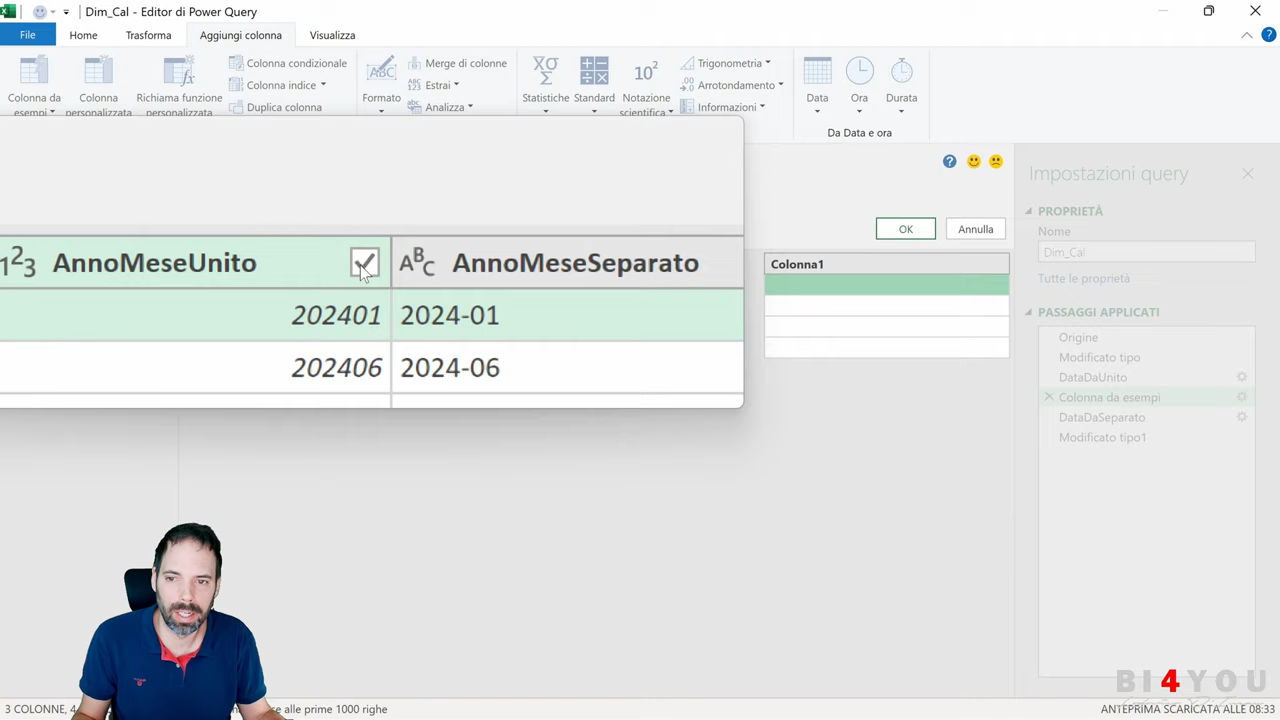 Dim_Cal - Editor di Power Query
File
Home
Trasforma
Aggiungi colonna
Visualizza
Colonna da
esempi
Colonna
personalizzata
Richiama funzione
personalizzata
Colonna condizionale
Colonna indice
Duplica colonna
Formato
Merge di colonne
Estrai
Analizza
Statistiche
Standard
Notazione
scientifica
Trigonometria
Arrotondamento
Informazioni
Data
Ora
Durata
Da Data e ora
OK
Annulla
AnnoMeseUnito
AnnoMeseSeparato
202401
2024-01
202406
2024-06
Colonna1
Impostazioni query
PROPRIETÀ
Nome
Dim_Cal
Tutte le proprietà
PASSAGGI APPLICATI
Origine
Modificato tipo
DataDaUnito
Colonna da esempi
DataDaSeparato
Modificato tipo1
BI4YOU
3 COLONNE, 4
alle prime 1000 righe
ANTEPRIMA SCARICATA ALLE 08:33